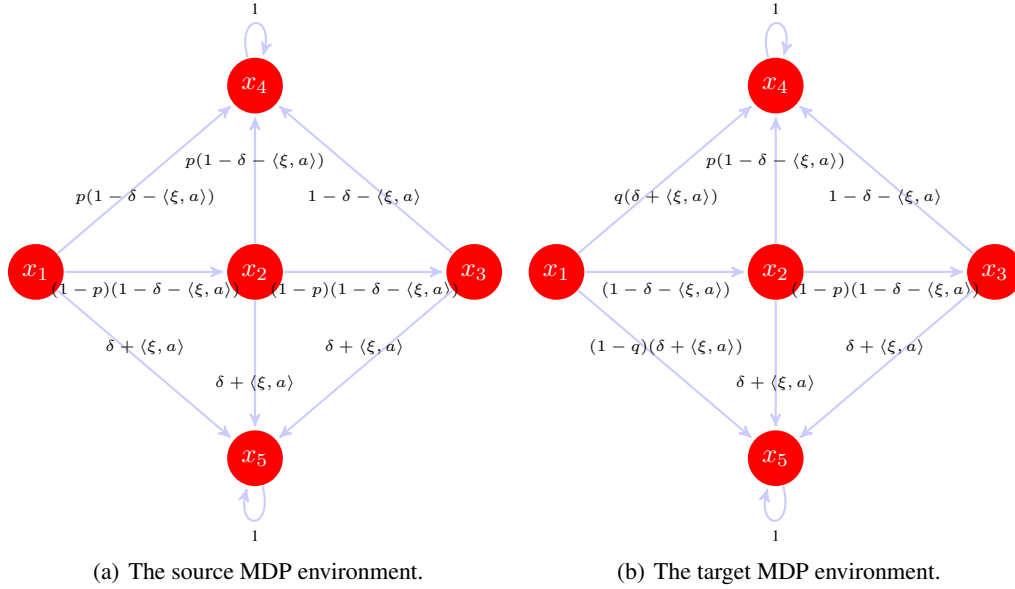 1
x₄
p(1 − δ − ⟨ξ, a⟩)
p(1 − δ − ⟨ξ, a⟩)
1 − δ − ⟨ξ, a⟩
x₁
x₂
x₃
(1 − p)(1 − δ − ⟨ξ, a⟩)
(1 − p)(1 − δ − ⟨ξ, a⟩)
δ + ⟨ξ, a⟩
δ + ⟨ξ, a⟩
δ + ⟨ξ, a⟩
x₅
1
(a) The source MDP environment.
1
x₄
p(1 − δ − ⟨ξ, a⟩)
q(δ + ⟨ξ, a⟩)
1 − δ − ⟨ξ, a⟩
x₁
x₂
x₃
(1 − δ − ⟨ξ, a⟩)
(1 − p)(1 − δ − ⟨ξ, a⟩)
(1 − q)(δ + ⟨ξ, a⟩)
δ + ⟨ξ, a⟩
δ + ⟨ξ, a⟩
x₅
1
(b) The target MDP environment.